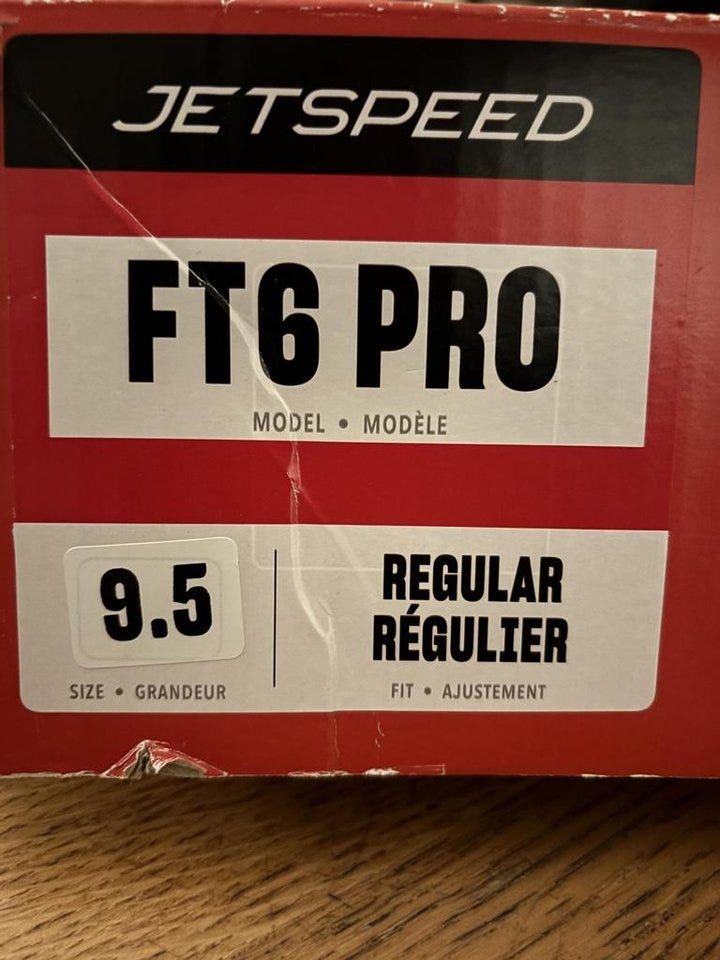 JETSPEED
FT6 PRO
MODEL • MODÈLE
9.5
SIZE • GRANDEUR
REGULAR
RÉGULIER
FIT • AJUSTEMENT